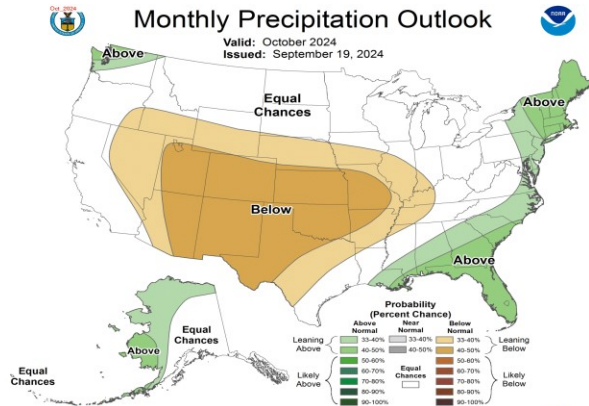 Oct. 2024
Monthly Precipitation Outlook
NOAA
Valid: October 2024
Issued: September 19, 2024
Above
Equal
Chances
Above
Below
Above
Above
Equal
Chances
Equal
Chances
Probability
(Percent Chance)
Above
Normal
Near
Normal
Below
Normal
Leaning
Above
33-40%
33-40%
33-40%
Leaning
Below
40-50%
40-50%
40-50%
50-60%
50-60%
Likely
Above
60-70%
Equal
Chances
60-70%
Likely
Below
70-80%
70-80%
80-90%
80-90%
90-100%
90-100%